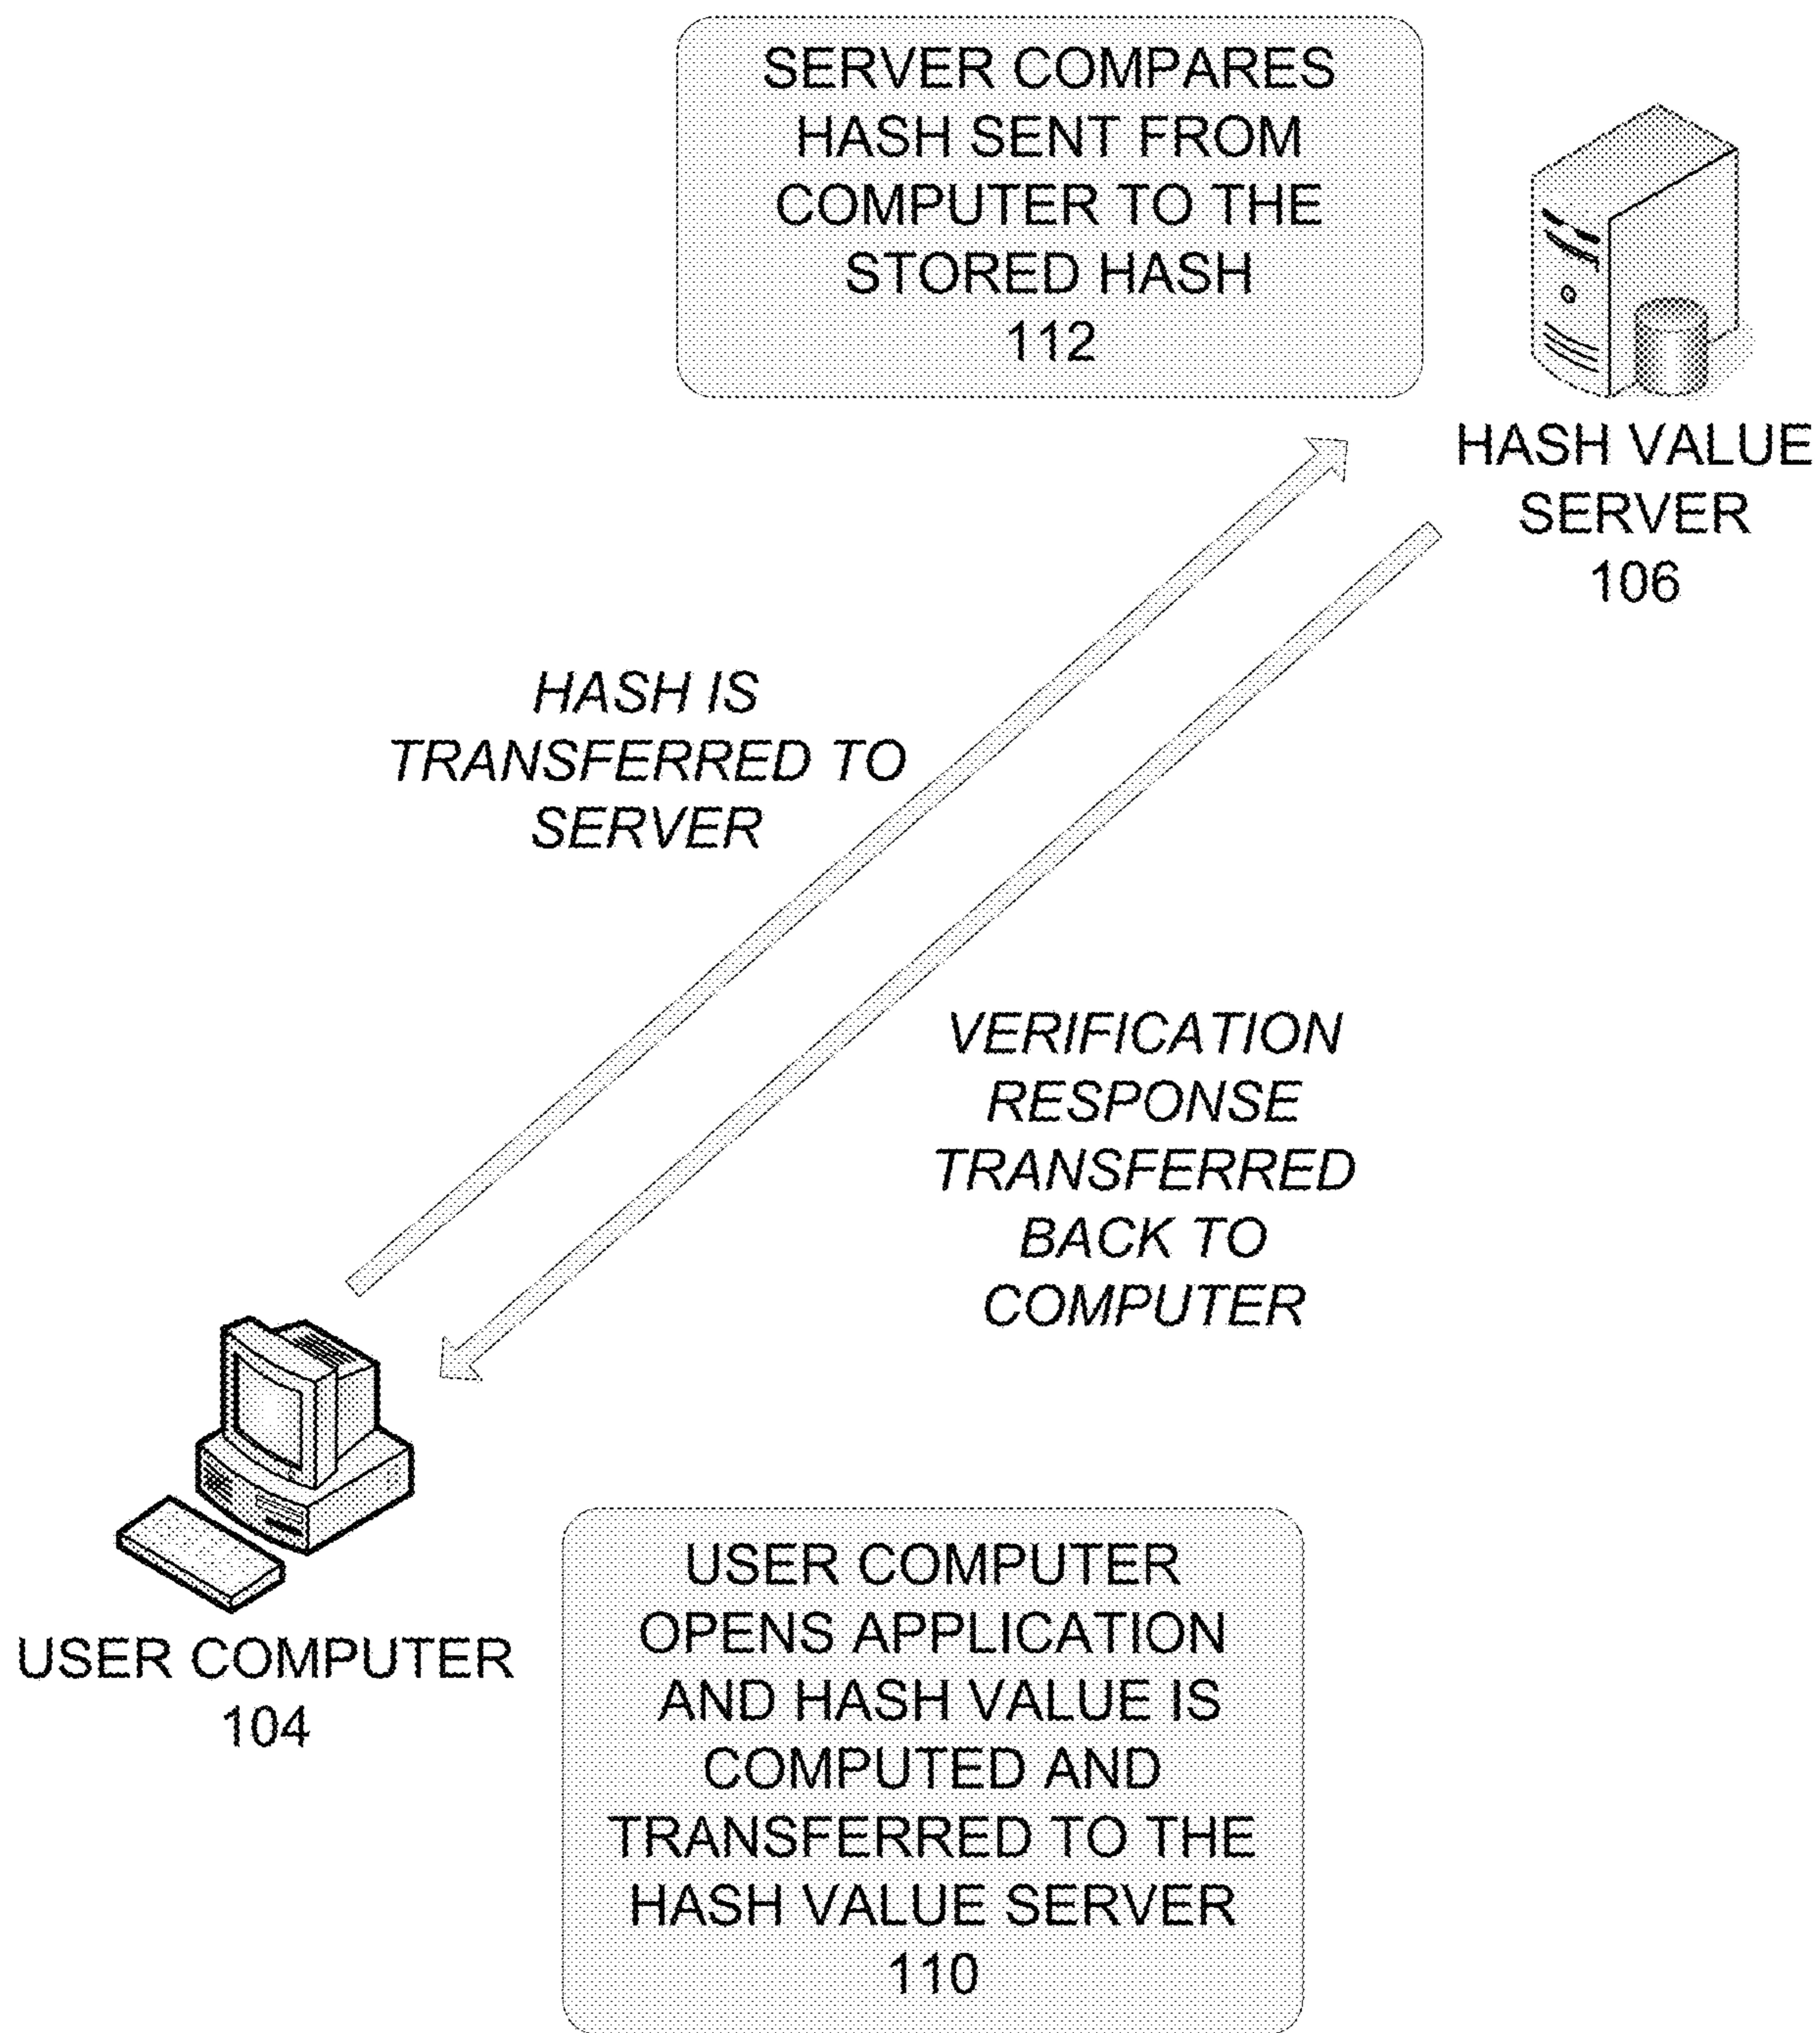 SERVER COMPARES
HASH SENT FROM
COMPUTER TO THE
STORED HASH
112
HASH VALUE
SERVER
106
HASH IS
TRANSFERRED TO
SERVER
VERIFICATION
RESPONSE
TRANSFERRED
BACK TO
COMPUTER
USER COMPUTER
104
USER COMPUTER
OPENS APPLICATION
AND HASH VALUE IS
COMPUTED AND
TRANSFERRED TO THE
HASH VALUE SERVER
110